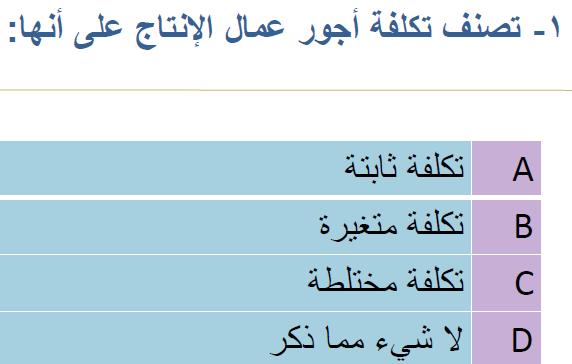 ١- تصنف تكلفة أجور عمال الإنتاج على أنها:
A تكلفة ثابتة
B تكلفة متغيرة
C تكلفة مختلطة
D لا شيء مما ذكر